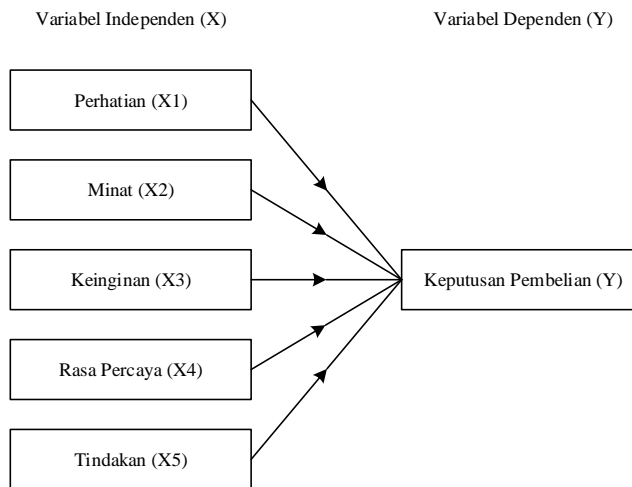 Variabel Independen (X)
Variabel Dependen (Y)
Perhatian (X1)
Minat (X2)
Keinginan (X3)
Keputusan Pembelian (Y)
Rasa Percaya (X4)
Tindakan (X5)